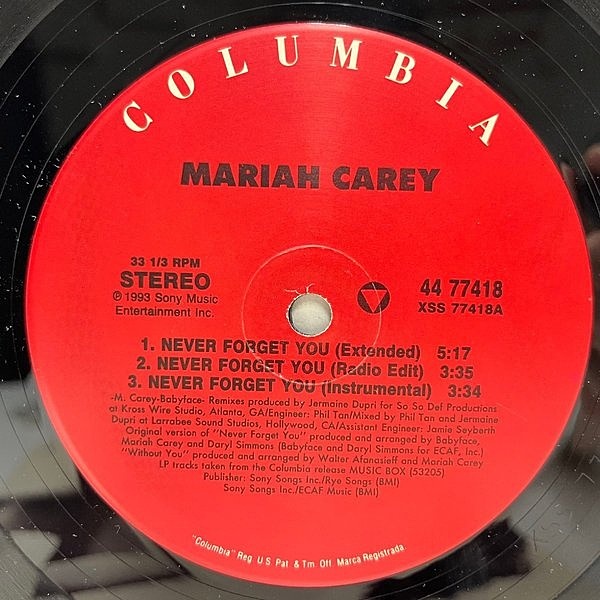 COLUMBIA
MARIAH CAREY
33 1/3 RPM
STEREO
℗ 1993 Sony Music
Entertainment Inc.
44 77418
XSS 77418A
1. NEVER FORGET YOU (Extended) 5:17
2. NEVER FORGET YOU (Radio Edit) 3:35
3. NEVER FORGET YOU (Instrumental) 3:34
-M. Carey-Babyface- Remixes produced by Jermaine Dupri for So So Def Productions
at Kross Wire Studio, Atlanta, GA/Engineer: Phil Tan/Mixed by Phil Tan and Jermaine
Dupri at Larrabee Sound Studios, Hollywood, CA/Assistant Engineer: Jamie Seyberth
Original version of "Never Forget You" produced and arranged by Babyface,
Mariah Carey and Daryl Simmons (Babyface and Daryl Simmons for ECAF, Inc.)
"Without You" produced and arranged by Walter Afanasieff and Mariah Carey
LP tracks taken from the Columbia release MUSIC BOX (53205)
Publisher: Sony Songs Inc./Rye Songs (BMI)
Sony Songs Inc./ECAF Music (BMI)
"Columbia" Reg. U.S. Pat. & Tm. Off. Marca Registrada.